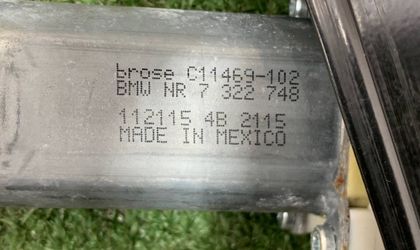 brose C11469-102
BMW NR 7 322 748
112115 4B 2115
MADE IN MEXICO